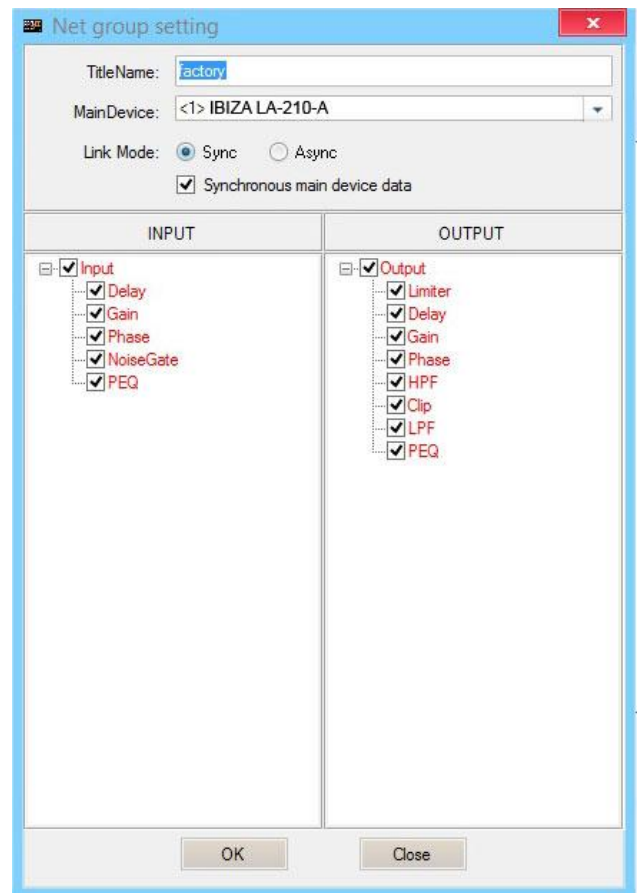 Net group setting
TitleName: factory
MainDevice: <1> IBIZA LA-210-A
Link Mode: Sync Async
Synchronous main device data
INPUT OUTPUT
Input
Delay
Gain
Phase
NoiseGate
PEQ
Output
Limiter
Delay
Gain
Phase
HPF
Clip
LPF
PEQ
OK Close